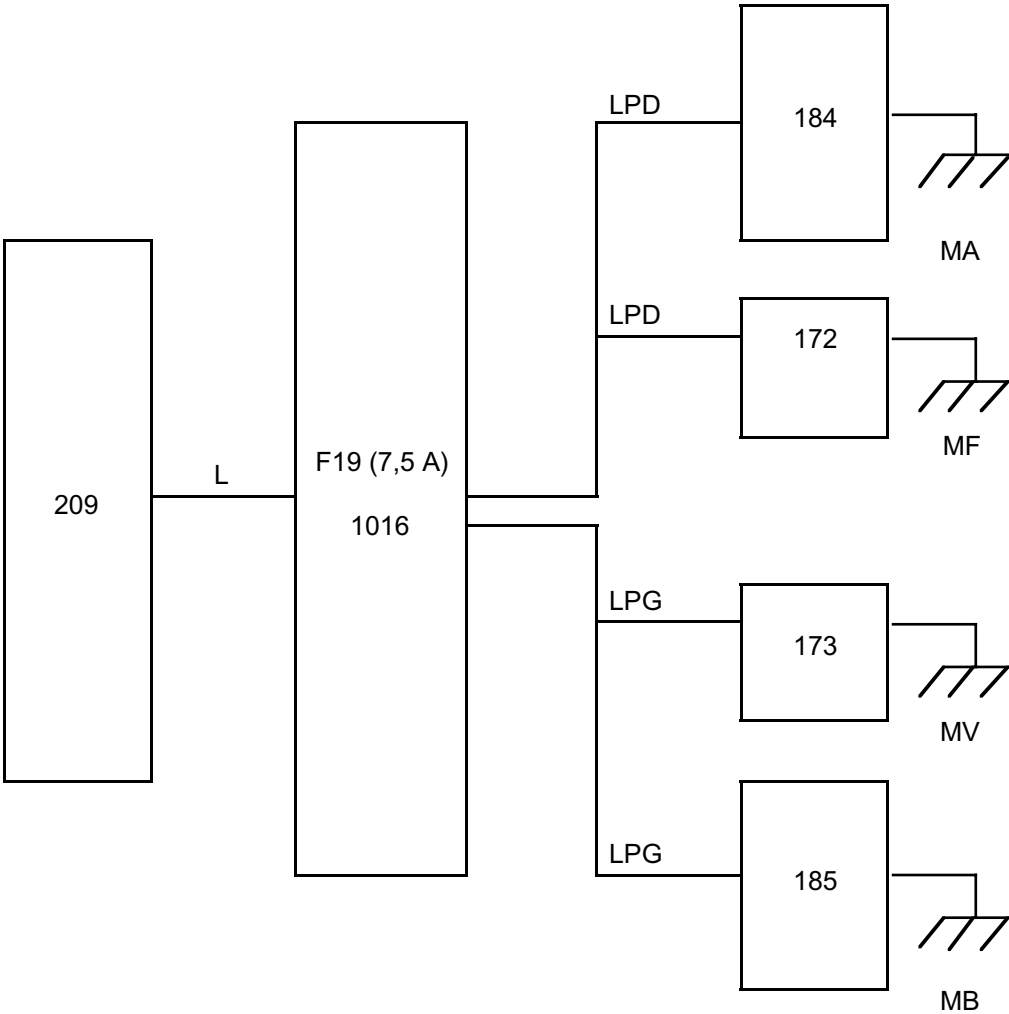 LPD
184
MA
LPD
172
MF
F19 (7,5 A)
L
209
1016
LPG
173
MV
LPG
185
MB